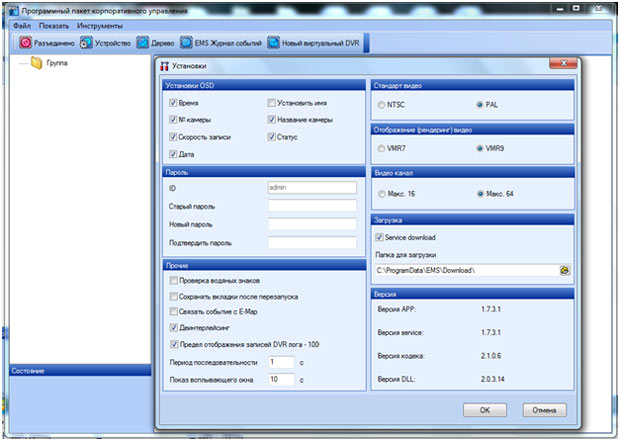 Программный пакет корпоративного управления
Файл Показать Инструменты
Разъединено Устройство Дерево EMS Журнал событий Новый виртуальный DVR
Группа
Состояние
Установки
Установки OSD
Время Установить имя
№ камеры Название камеры
Скорость записи Статус
Дата
Пароль
ID admin
Старый пароль
Новый пароль
Подтвердить пароль
Прочие
Проверка водяных знаков
Сохранять вкладки после перезапуска
Связать событие с E-Map
Деинтерлейсинг
Предел отображения записей DVR лога - 100
Период последовательности 1 с
Показ всплывающего окна 10 с
Стандарт видео
NTSC PAL
Отображение (рендеринг) видео
VMR7 VMR9
Видео канал
Макс. 16 Макс. 64
Загрузка
Service download
Папка для загрузки
C:\ProgramData\EMS\Download\
Версия
Версия APP: 1.7.3.1
Версия service: 1.7.3.1
Версия кодека: 2.1.0.6
Версия DLL: 2.0.3.14
OK Отмена